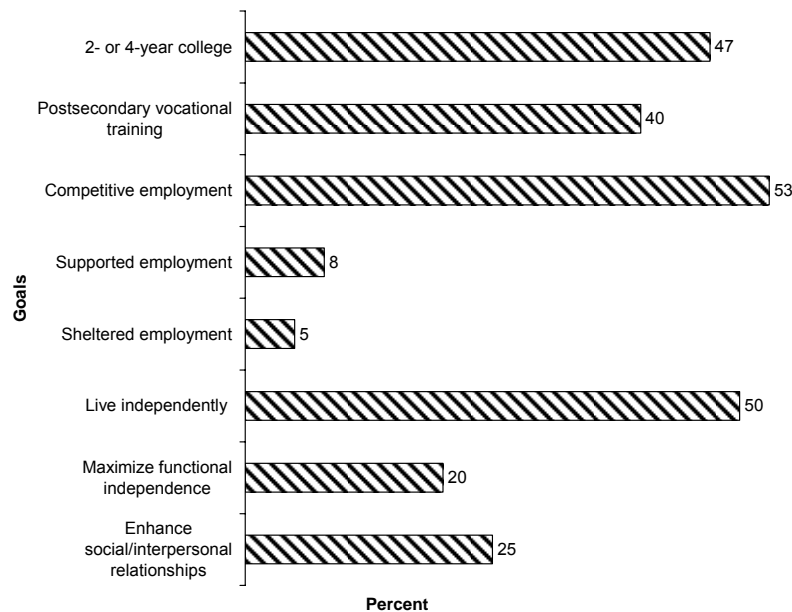 2- or 4-year college
47
Postsecondary vocational
training
40
Competitive employment
53
Supported employment
8
Goals
Sheltered employment
5
Live independently
50
Maximize functional
independence
20
Enhance
social/interpersonal
relationships
25
Percent